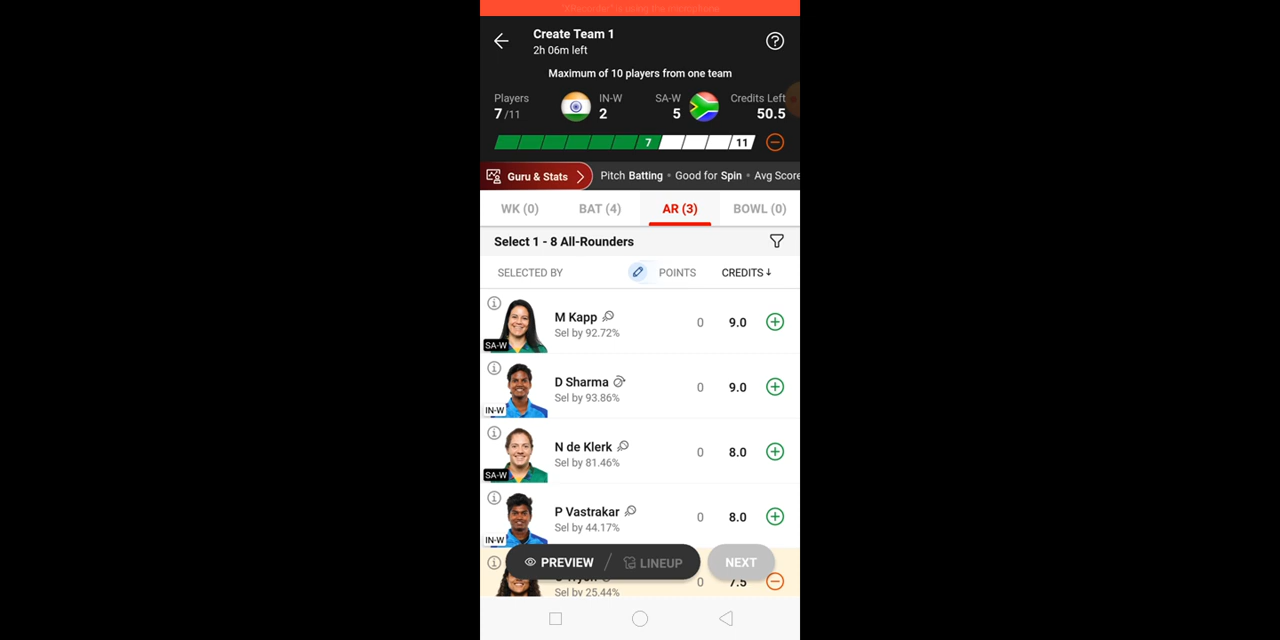 "XRecorder" is using the microphone
Create Team 1
2h 06m left
Maximum of 10 players from one team
Players
7/11
IN-W
2
SA-W
5
Credits Left
50.5
7
11
Guru & Stats
Pitch Batting • Good for Spin • Avg Score
WK (0)
BAT (4)
AR (3)
BOWL (0)
Select 1 - 8 All-Rounders
SELECTED BY
POINTS
CREDITS↓
M Kapp
Sel by 92.72%
0
9.0
SA-W
D Sharma
Sel by 93.86%
0
9.0
IN-W
N de Klerk
Sel by 81.46%
0
8.0
SA-W
P Vastrakar
Sel by 44.17%
0
8.0
IN-W
PREVIEW
LINEUP
NEXT
0
7.5
Sel by 25.44%